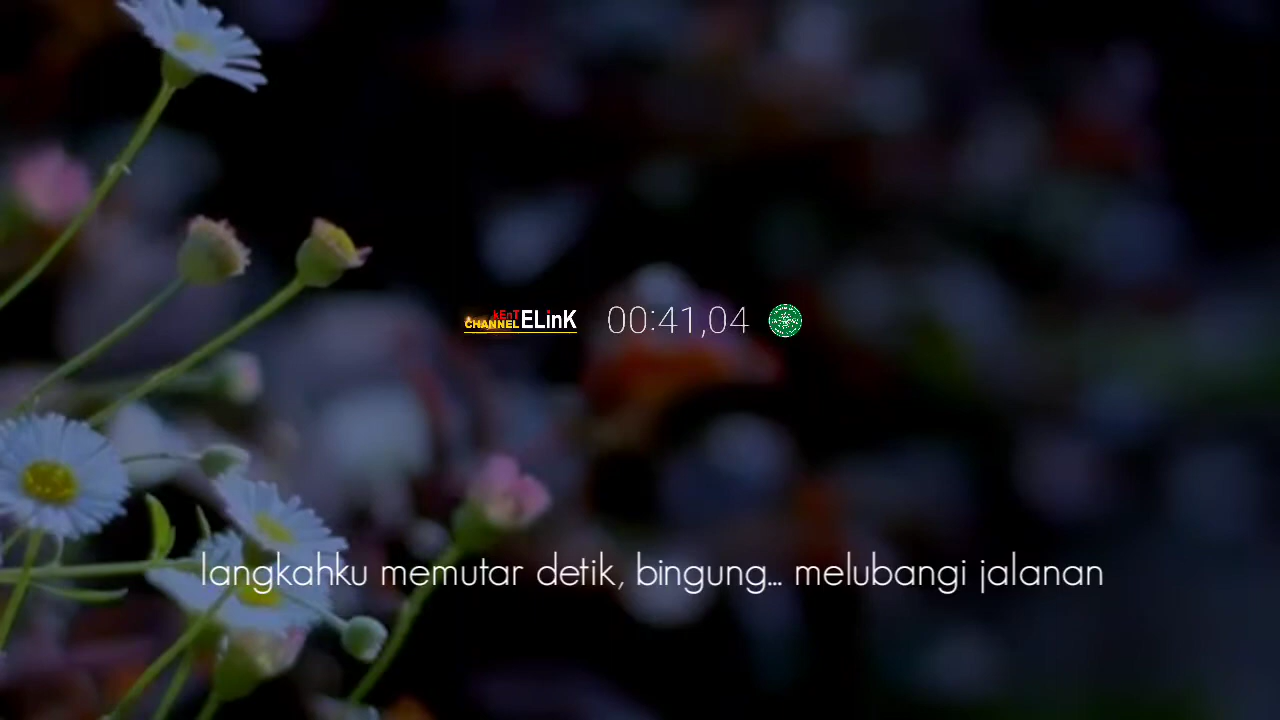 kEnT
CHANNEL ELinK
00:41,04
langkahku memutar detik, bingung... melubangi jalanan